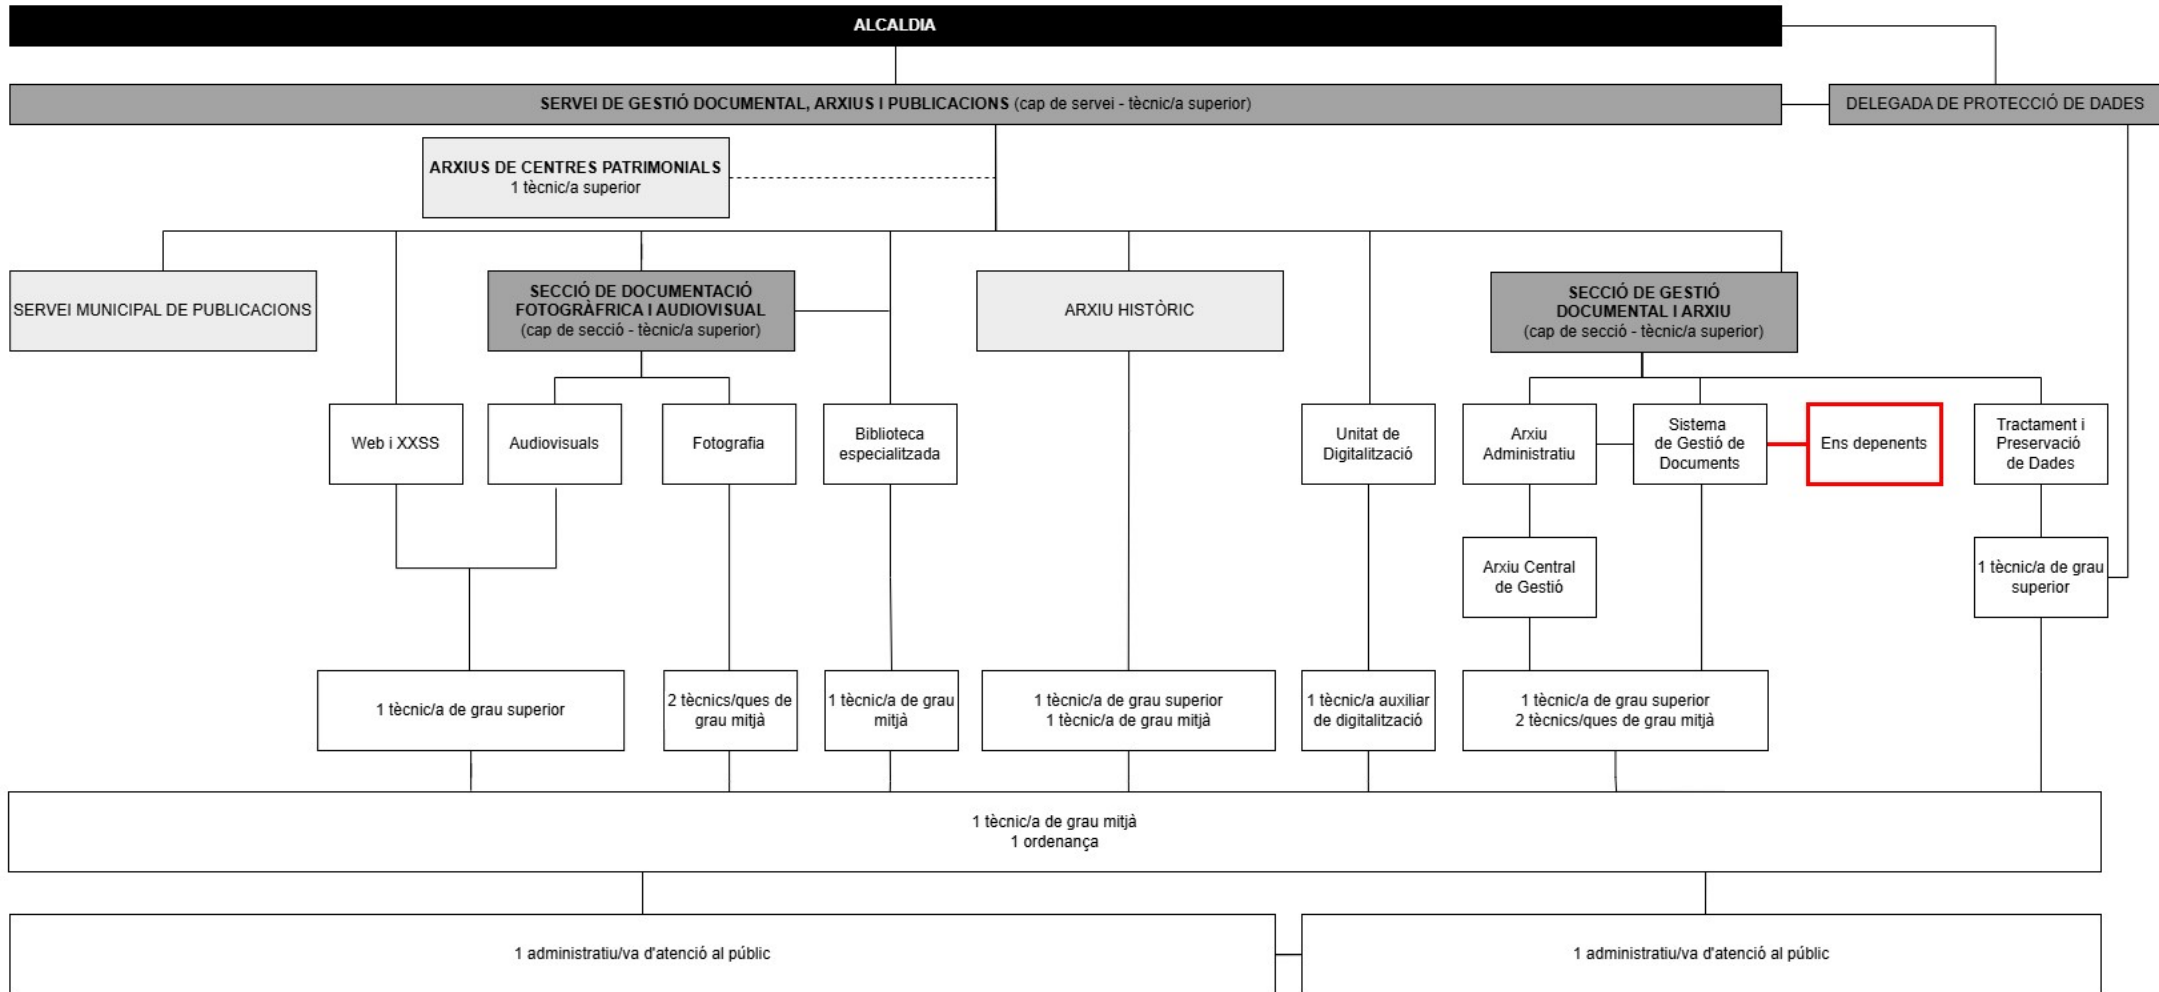 ALCALDIA
SERVEI DE GESTIÓ DOCUMENTAL, ARXIUS I PUBLICACIONS (cap de servei - tècnic/a superior)
DELEGADA DE PROTECCIÓ DE DADES
ARXIUS DE CENTRES PATRIMONIALS
1 tècnic/a superior
SERVEI MUNICIPAL DE PUBLICACIONS
SECCIÓ DE DOCUMENTACIÓ
FOTOGRÀFRICA I AUDIOVISUAL
(cap de secció - tècnic/a superior)
ARXIU HISTÒRIC
SECCIÓ DE GESTIÓ
DOCUMENTAL I ARXIU
(cap de secció - tècnic/a superior)
Web i XXSS
Audiovisuals
Fotografia
Biblioteca
especialitzada
Unitat de
Digitalització
Arxiu
Administratiu
Sistema
de Gestió de
Documents
Ens depenents
Tractament i
Preservació
de Dades
Arxiu Central
de Gestió
1 tècnic/a de grau
superior
1 tècnic/a de grau superior
2 tècnics/ques de
grau mitjà
1 tècnic/a de grau
mitjà
1 tècnic/a de grau superior
1 tècnic/a de grau mitjà
1 tècnic/a auxiliar
de digitalització
1 tècnic/a de grau superior
2 tècnics/ques de grau mitjà
1 tècnic/a de grau mitjà
1 ordenança
1 administratiu/va d'atenció al públic
1 administratiu/va d'atenció al públic